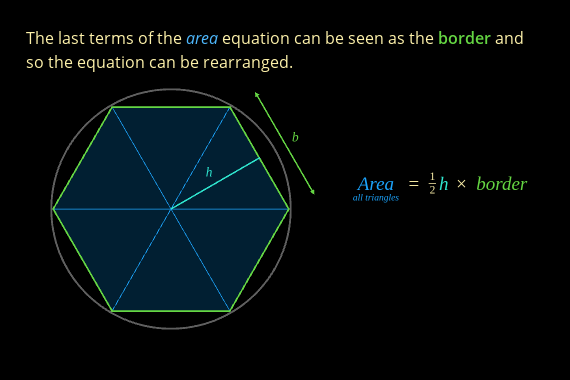 The last terms of the area equation can be seen as the border and
so the equation can be rearranged.
b
h
Area = 1/2 h × border
all triangles